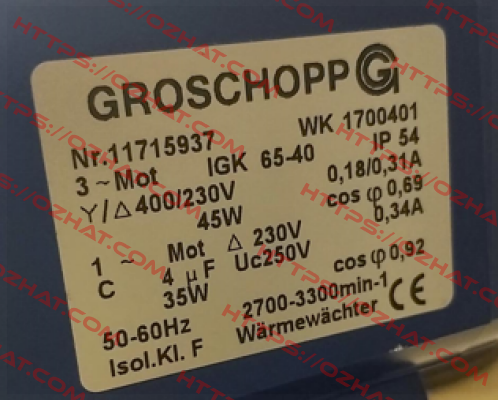 GROSCHOPP G
Nr.11715937 WK 1700401
3 ~ Mot IGK 65-40 IP 54
Y/△ 400/230V 0,18/0,31A
45W cos φ 0,69
1 ~ Mot △ 230V 0,34A
C 4 µF Uc250V
35W cos φ 0,92
50-60Hz 2700-3300min-1
Isol.Kl. F Wärmewächter CE
HTTPS://OZHAT.COM